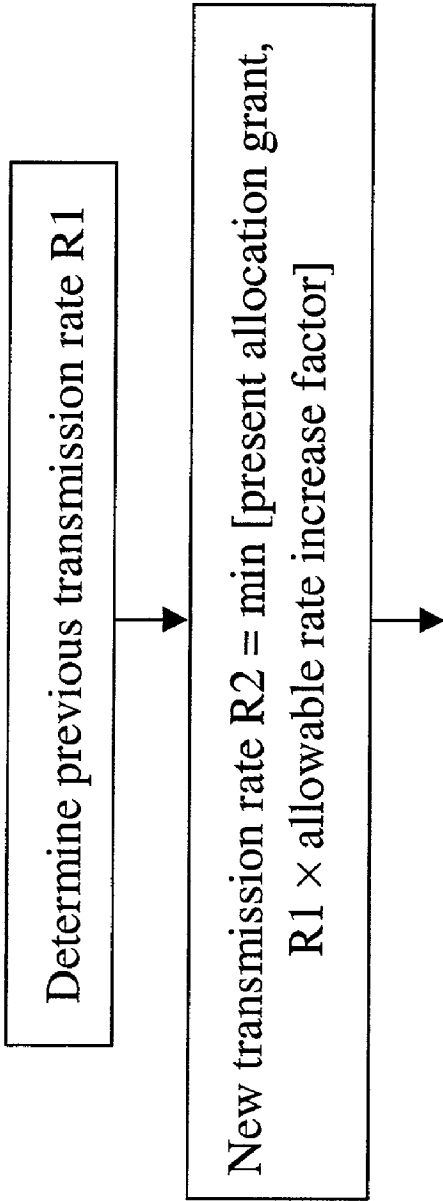 Determine previous transmission rate R1
New transmission rate R2 = min [present allocation grant,
R1 × allowable rate increase factor]